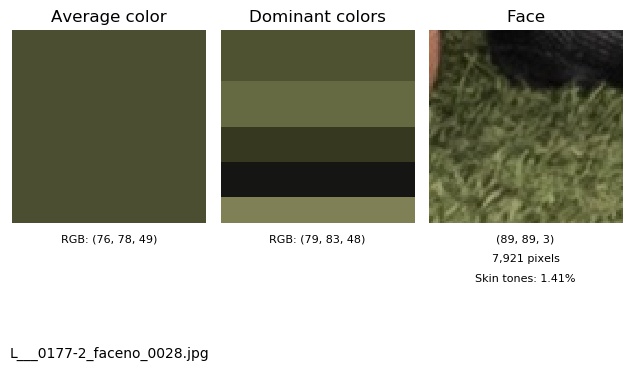 Average color
Dominant colors
Face
RGB: (76, 78, 49)
RGB: (79, 83, 48)
(89, 89, 3)
7,921 pixels
Skin tones: 1.41%
L___0177-2_faceno_0028.jpg